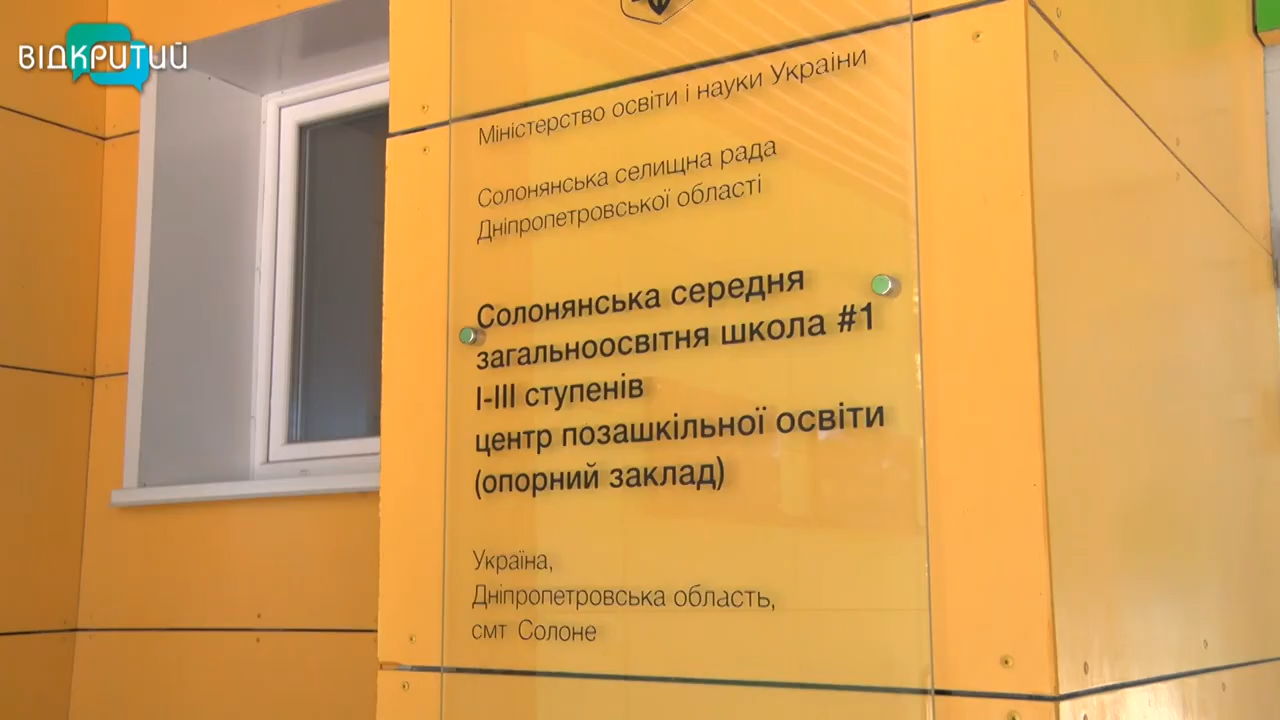 ВІДКРИТИЙ
Міністерство освіти і науки України
Солонянська селищна рада
Дніпропетровської області
Солонянська середня
загальноосвітня школа #1
І-ІІІ ступенів
центр позашкільної освіти
(опорний заклад)
Україна,
Дніпропетровська область,
смт Солоне